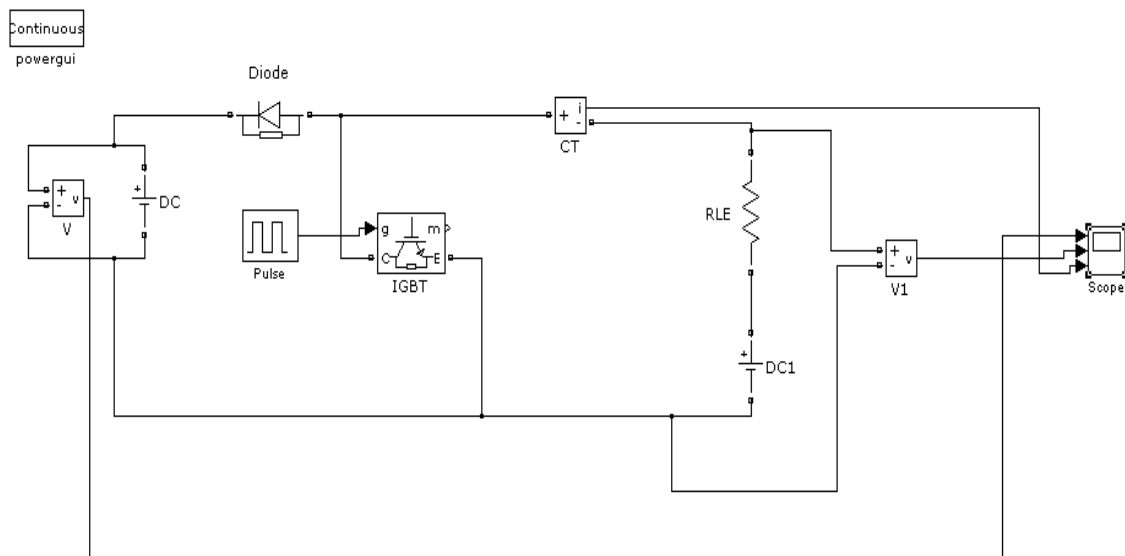 Continuous
powergui
Diode
+ i
-
CT
+
-
v
V
+
DC
Pulse
g m
C E
IGBT
RLE
+
-
v
V1
Scope
+
DC1